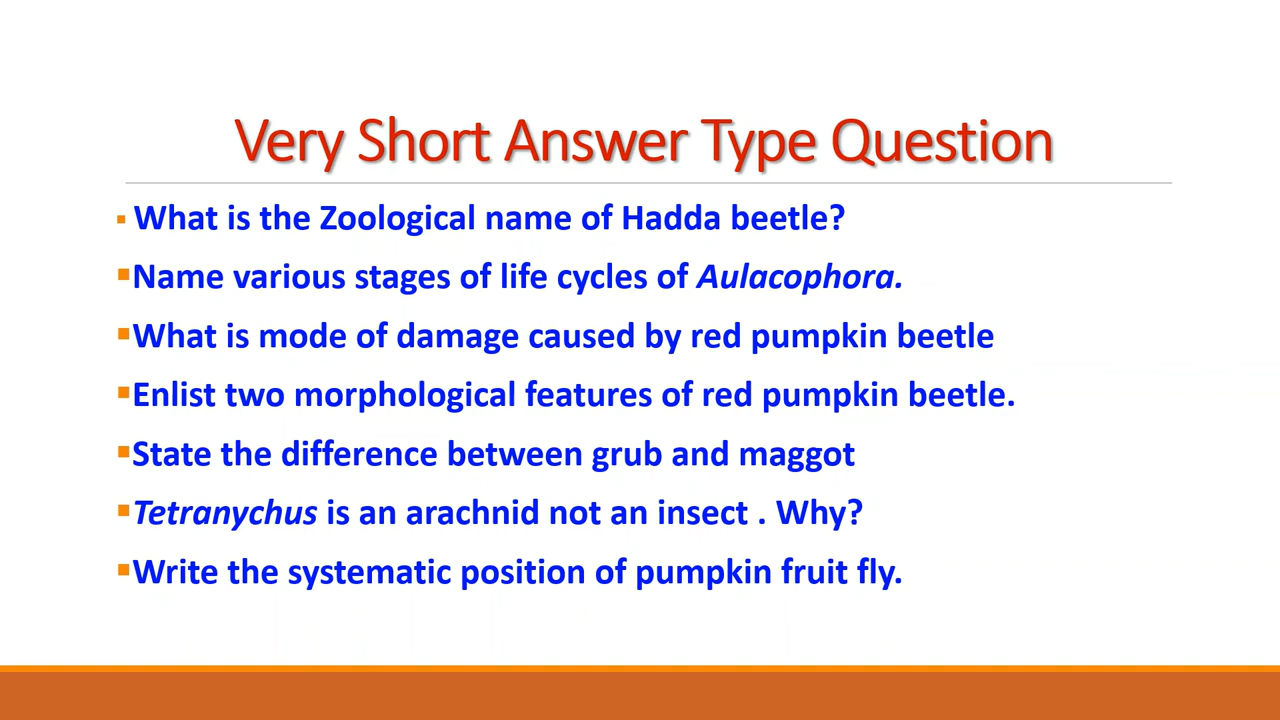 Very Short Answer Type Question
▪ What is the Zoological name of Hadda beetle?
▪Name various stages of life cycles of Aulacophora.
▪What is mode of damage caused by red pumpkin beetle
▪Enlist two morphological features of red pumpkin beetle.
▪State the difference between grub and maggot
▪Tetranychus is an arachnid not an insect . Why?
▪Write the systematic position of pumpkin fruit fly.